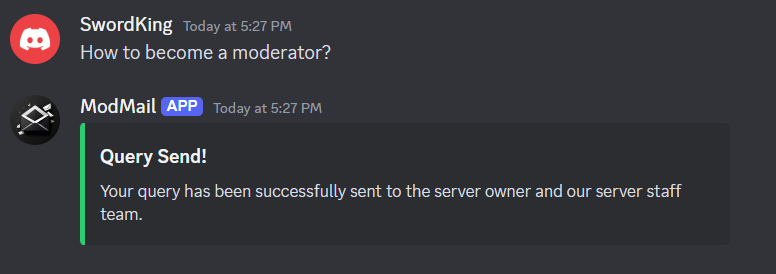 SwordKing Today at 5:27 PM
How to become a moderator?
ModMail APP Today at 5:27 PM
Query Send!
Your query has been successfully sent to the server owner and our server staff
team.